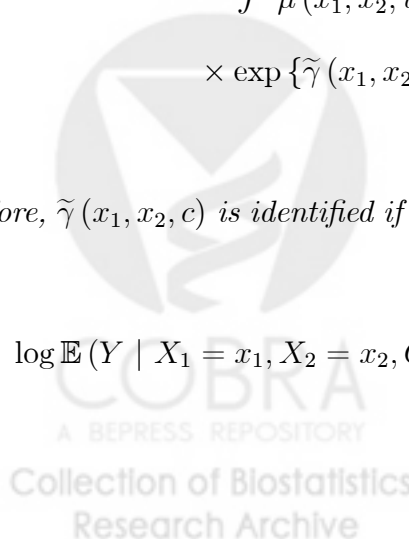 J μ (x₁, x₂, c
× exp {γ̃ (x₁, x₂
ore, γ̃ (x₁, x₂, c) is identified if
log 𝔼 (Y | X₁ = x₁, X₂ = x₂, C
COBRA
A BEPRESS REPOSITORY
Collection of Biostatistics
Research Archive